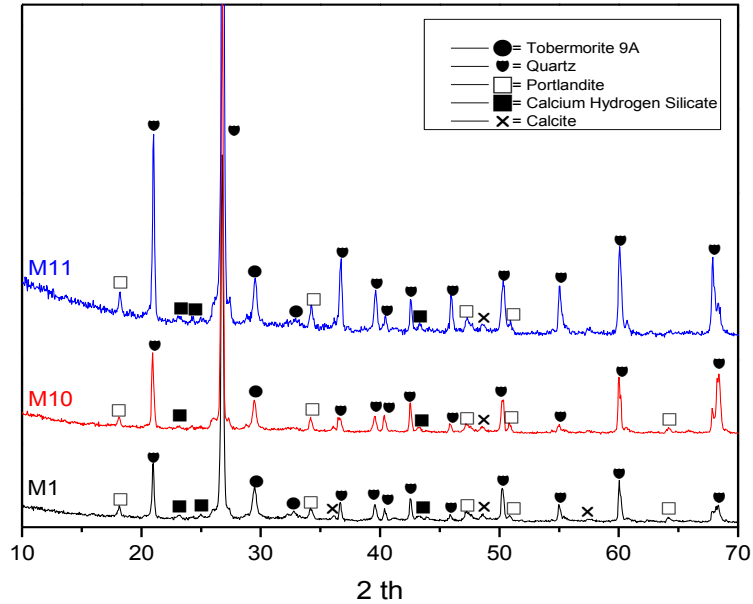 = Tobermorite 9A
= Quartz
= Portlandite
= Calcium Hydrogen Silicate
= Calcite
M11
M10
M1
10 20 30 40 50 60 70
2 th